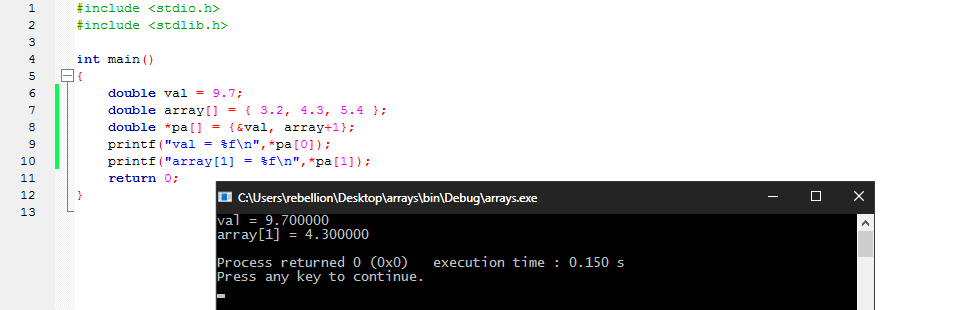 1 #include <stdio.h>
2 #include <stdlib.h>
3
4 int main()
5 {
6 double val = 9.7;
7 double array[] = { 3.2, 4.3, 5.4 };
8 double *pa[] = {&val, array+1};
9 printf("val = %f\n",*pa[0]);
10 printf("array[1] = %f\n",*pa[1]);
11 return 0;
12 }
13
C:\Users\rebellion\Desktop\arrays\bin\Debug\arrays.exe
val = 9.700000
array[1] = 4.300000
Process returned 0 (0x0) execution time : 0.150 s
Press any key to continue.